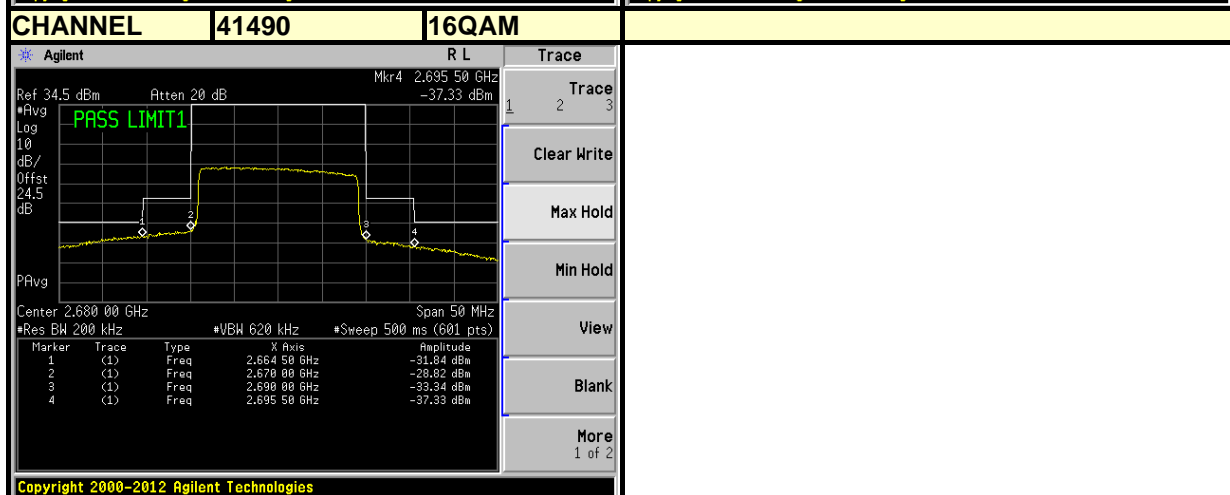 CHANNEL 41490 16QAM
Agilent R L Trace
Mkr4 2.695 50 GHz
Ref 34.5 dBm Atten 20 dB -37.33 dBm
#Avg
Log
10
dB/
Offst
24.5
dB
PAvg
PASS LIMIT1
1
2
3
4
Center 2.680 00 GHz Span 50 MHz
#Res BW 200 kHz #VBW 620 kHz #Sweep 500 ms (601 pts)
Marker Trace Type X Axis Amplitude
1 (1) Freq 2.664 50 GHz -31.84 dBm
2 (1) Freq 2.670 00 GHz -28.82 dBm
3 (1) Freq 2.690 00 GHz -33.34 dBm
4 (1) Freq 2.695 50 GHz -37.33 dBm
Trace
1 2 3
Clear Write
Max Hold
Min Hold
View
Blank
More
1 of 2
Copyright 2000-2012 Agilent Technologies